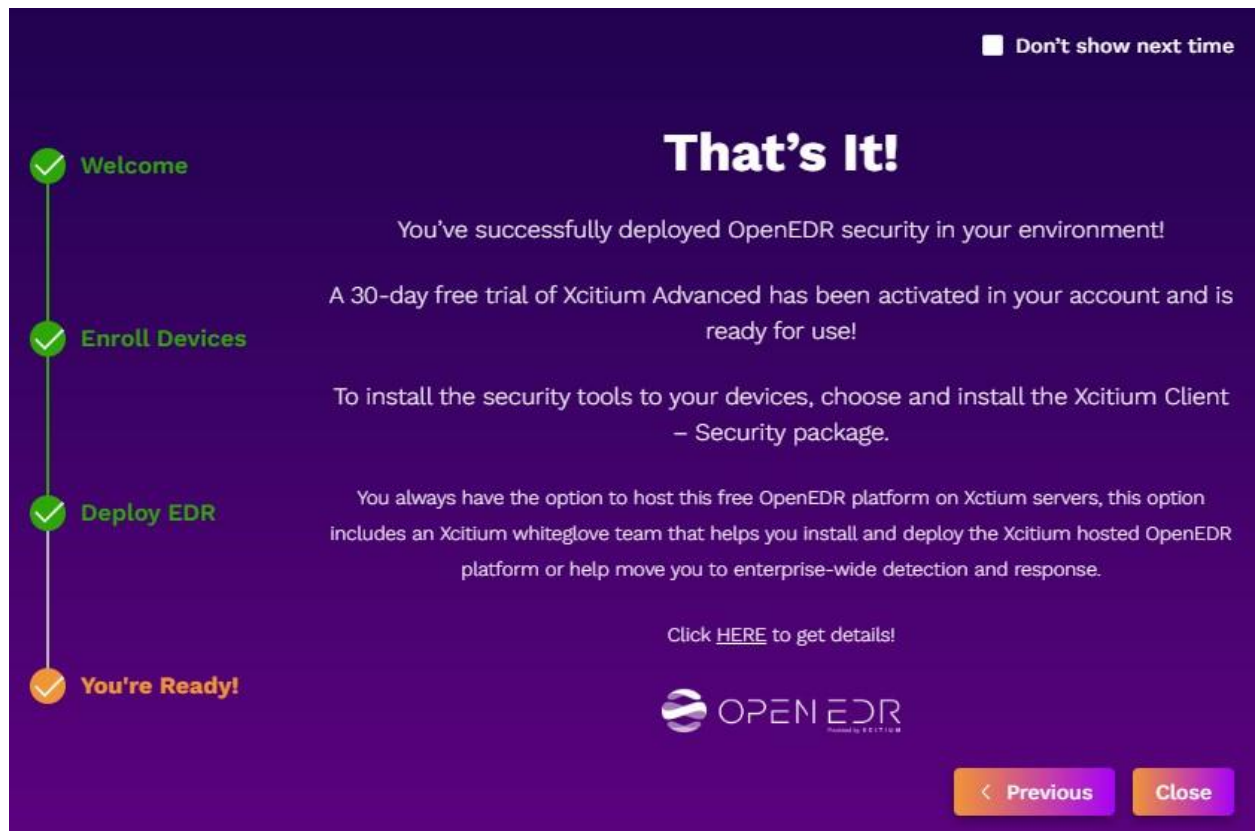 Don't show next time
Welcome
Enroll Devices
Deploy EDR
You're Ready!
That's It!
You've successfully deployed OpenEDR security in your environment!
A 30-day free trial of Xcitium Advanced has been activated in your account and is
ready for use!
To install the security tools to your devices, choose and install the Xcitium Client
– Security package.
You always have the option to host this free OpenEDR platform on Xctium servers, this option
includes an Xcitium whiteglove team that helps you install and deploy the Xcitium hosted OpenEDR
platform or help move you to enterprise-wide detection and response.
Click HERE to get details!
OPEN EDR
Powered by XCITIUM
< Previous
Close